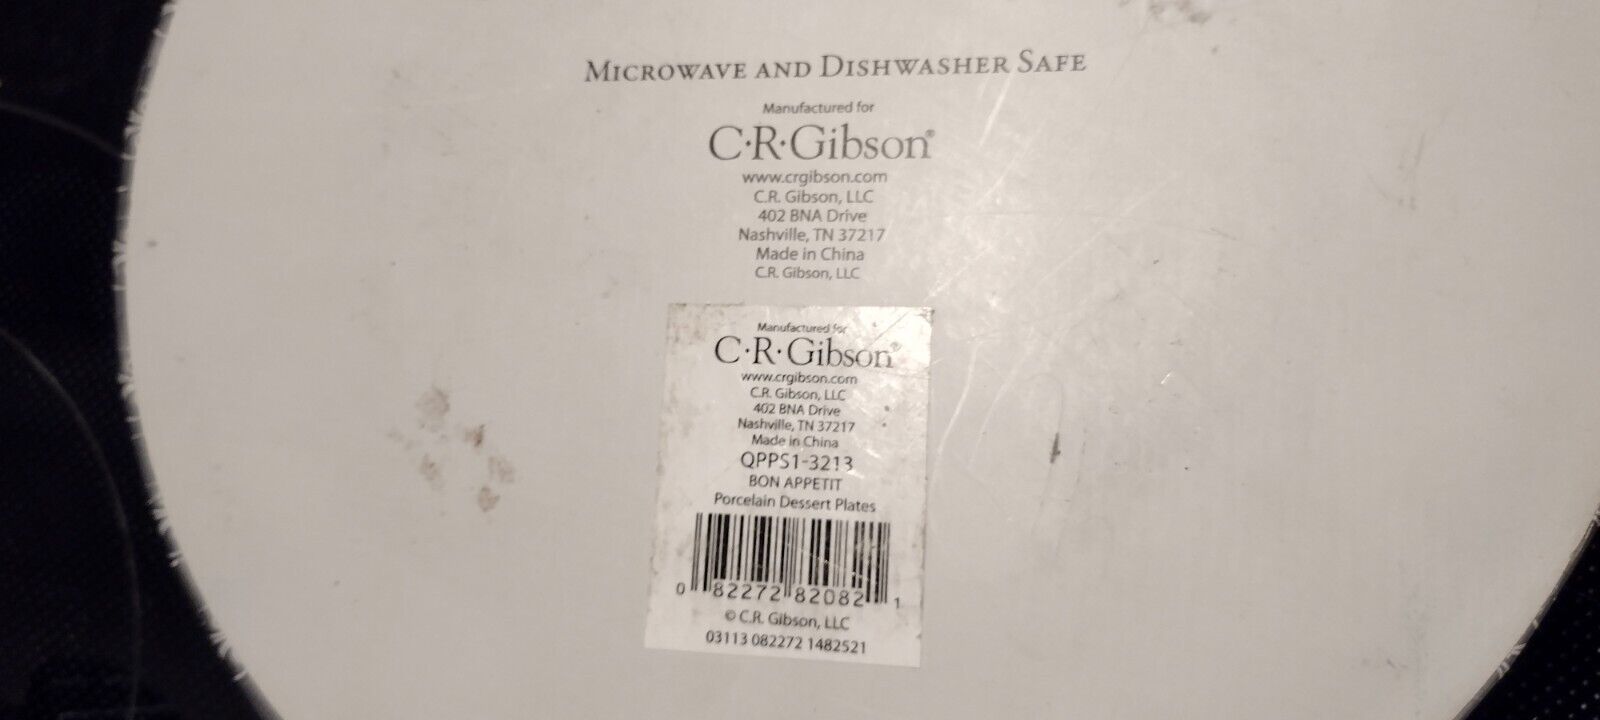 MICROWAVE AND DISHWASHER SAFE
Manufactured for
C·R·Gibson®
www.crgibson.com
C.R. Gibson, LLC
402 BNA Drive
Nashville, TN 37217
Made in China
C.R. Gibson, LLC
Manufactured for
C·R·Gibson®
www.crgibson.com
C.R. Gibson, LLC
402 BNA Drive
Nashville, TN 37217
Made in China
QPPS1-3213
BON APPETIT
Porcelain Dessert Plates
0 82272 82082 1
© C.R. Gibson, LLC
03113 082272 1482521